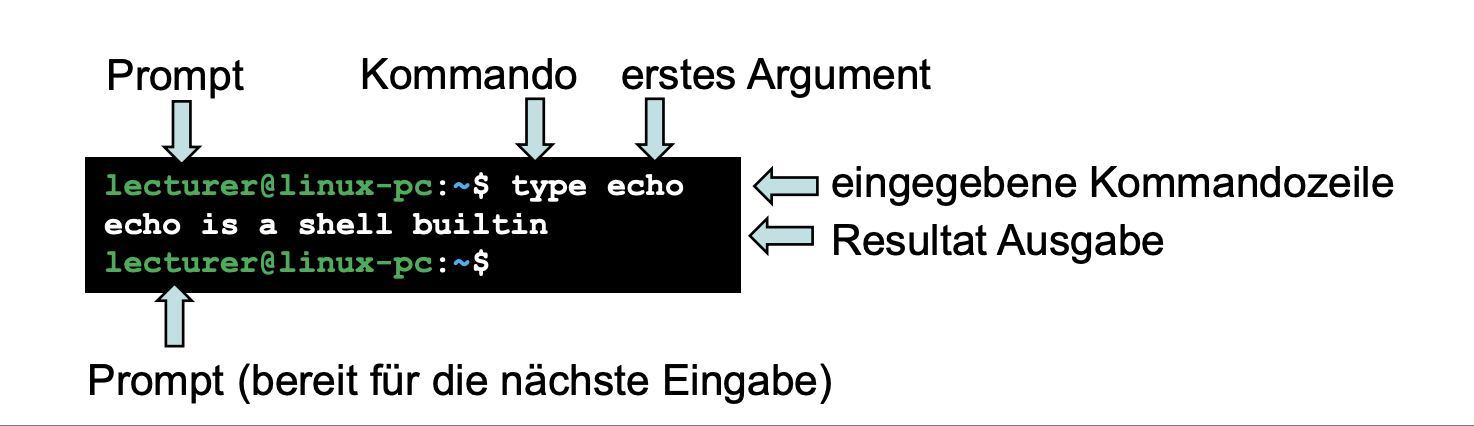 Prompt
Kommando
erstes Argument
lecturer@linux-pc:~$ type echo
eingegebene Kommandozeile
echo is a shell builtin
Resultat Ausgabe
lecturer@linux-pc:~$
Prompt (bereit für die nächste Eingabe)